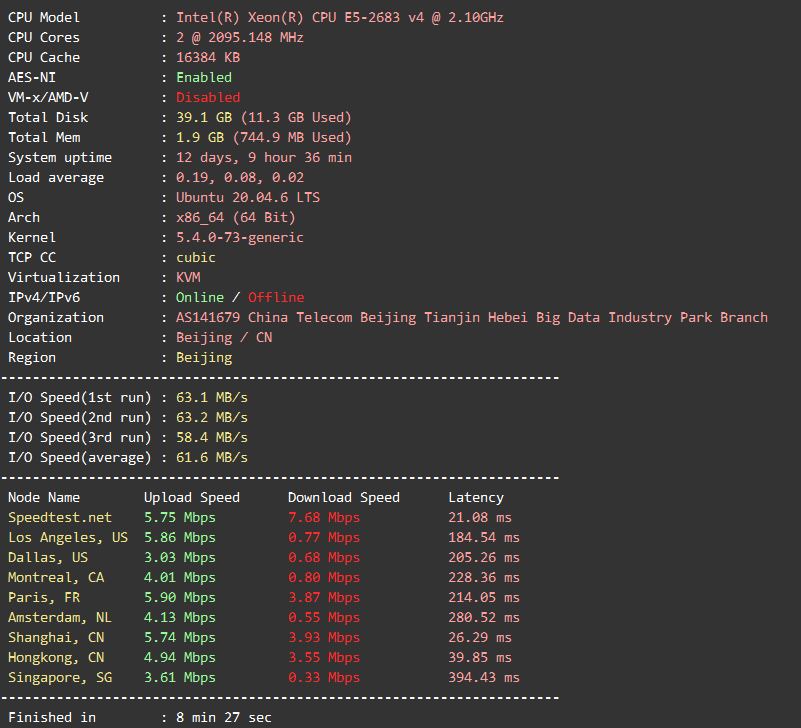 CPU Model : Intel(R) Xeon(R) CPU E5-2683 v4 @ 2.10GHz
CPU Cores : 2 @ 2095.148 MHz
CPU Cache : 16384 KB
AES-NI : Enabled
VM-x/AMD-V : Disabled
Total Disk : 39.1 GB (11.3 GB Used)
Total Mem : 1.9 GB (744.9 MB Used)
System uptime : 12 days, 9 hour 36 min
Load average : 0.19, 0.08, 0.02
OS : Ubuntu 20.04.6 LTS
Arch : x86_64 (64 Bit)
Kernel : 5.4.0-73-generic
TCP CC : cubic
Virtualization : KVM
IPv4/IPv6 : Online / Offline
Organization : AS141679 China Telecom Beijing Tianjin Hebei Big Data Industry Park Branch
Location : Beijing / CN
Region : Beijing
----------------------------------------------------------------------
I/O Speed(1st run) : 63.1 MB/s
I/O Speed(2nd run) : 63.2 MB/s
I/O Speed(3rd run) : 58.4 MB/s
I/O Speed(average) : 61.6 MB/s
----------------------------------------------------------------------
Node Name Upload Speed Download Speed Latency
Speedtest.net 5.75 Mbps 7.68 Mbps 21.08 ms
Los Angeles, US 5.86 Mbps 0.77 Mbps 184.54 ms
Dallas, US 3.03 Mbps 0.68 Mbps 205.26 ms
Montreal, CA 4.01 Mbps 0.80 Mbps 228.36 ms
Paris, FR 5.90 Mbps 3.87 Mbps 214.05 ms
Amsterdam, NL 4.13 Mbps 0.55 Mbps 280.52 ms
Shanghai, CN 5.74 Mbps 3.93 Mbps 26.29 ms
Hongkong, CN 4.94 Mbps 3.55 Mbps 39.85 ms
Singapore, SG 3.61 Mbps 0.33 Mbps 394.43 ms
----------------------------------------------------------------------
Finished in : 8 min 27 sec